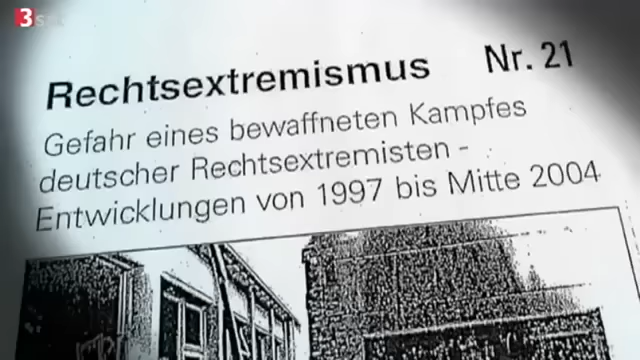 3sat
Rechtsextremismus Nr. 21
Gefahr eines bewaffneten Kampfes
deutscher Rechtsextremisten -
Entwicklungen von 1997 bis Mitte 2004